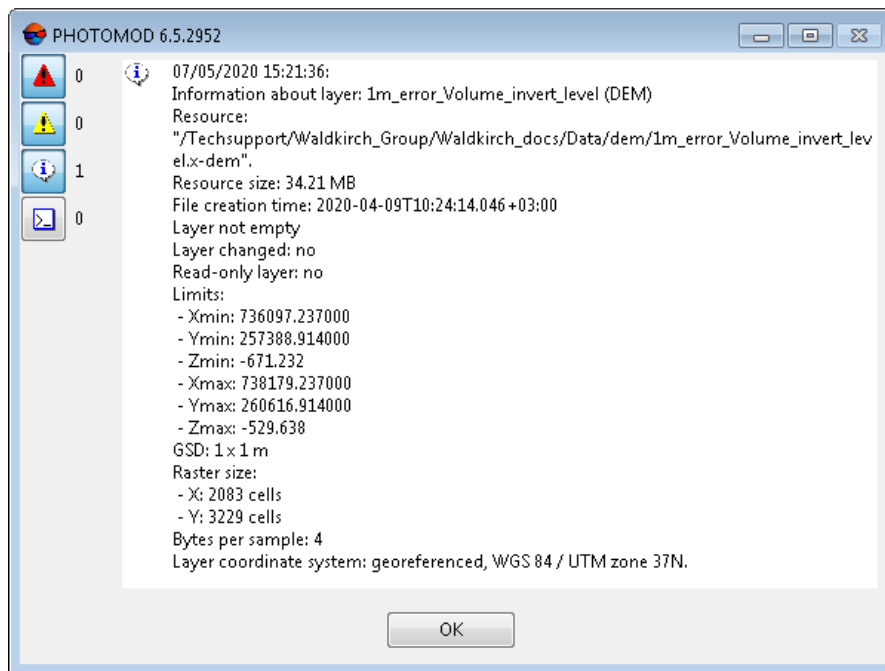 PHOTOMOD 6.5.2952
0
0
1
0
07/05/2020 15:21:36:
Information about layer: 1m_error_Volume_invert_level (DEM)
Resource:
"/Techsupport/Waldkirch_Group/Waldkirch_docs/Data/dem/1m_error_Volume_invert_lev
el.x-dem".
Resource size: 34.21 MB
File creation time: 2020-04-09T10:24:14.046+03:00
Layer not empty
Layer changed: no
Read-only layer: no
Limits:
- Xmin: 736097.237000
- Ymin: 257388.914000
- Zmin: -671.232
- Xmax: 738179.237000
- Ymax: 260616.914000
- Zmax: -529.638
GSD: 1 x 1 m
Raster size:
- X: 2083 cells
- Y: 3229 cells
Bytes per sample: 4
Layer coordinate system: georeferenced, WGS 84 / UTM zone 37N.
OK